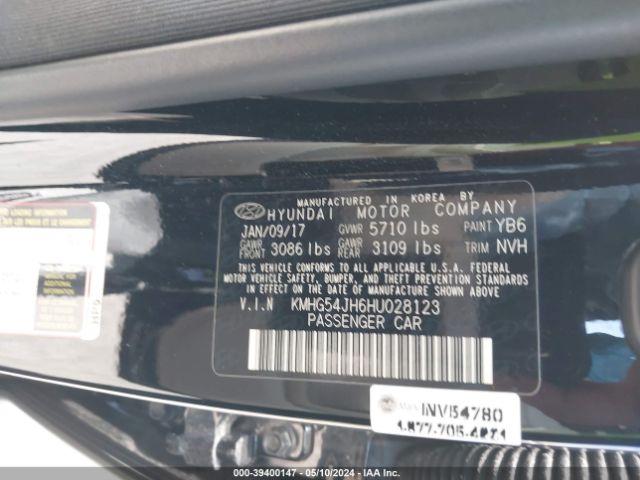 MANUFACTURED IN KOREA BY
HYUNDAI MOTOR COMPANY
JAN/09/17 GVWR 5710 lbs PAINT YB6
GAWR FRONT 3086 lbs GAWR REAR 3109 lbs TRIM NVH
THIS VEHICLE CONFORMS TO ALL APPLICABLE U.S.A. FEDERAL
MOTOR VEHICLE SAFETY, BUMPER, AND THEFT PREVENTION STANDARDS
IN EFFECT ON THE DATE OF MANUFACTURE SHOWN ABOVE
V.I.N KMHG54JH6HU028123
PASSENGER CAR
INV54780
000-39400147 - 05/10/2024 - IAA Inc.